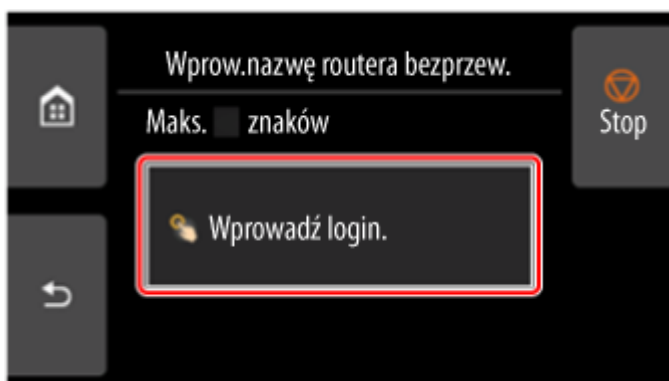 Wprow.nazwę routera bezprzew.
Maks. znaków
Stop
Wprowadź login.